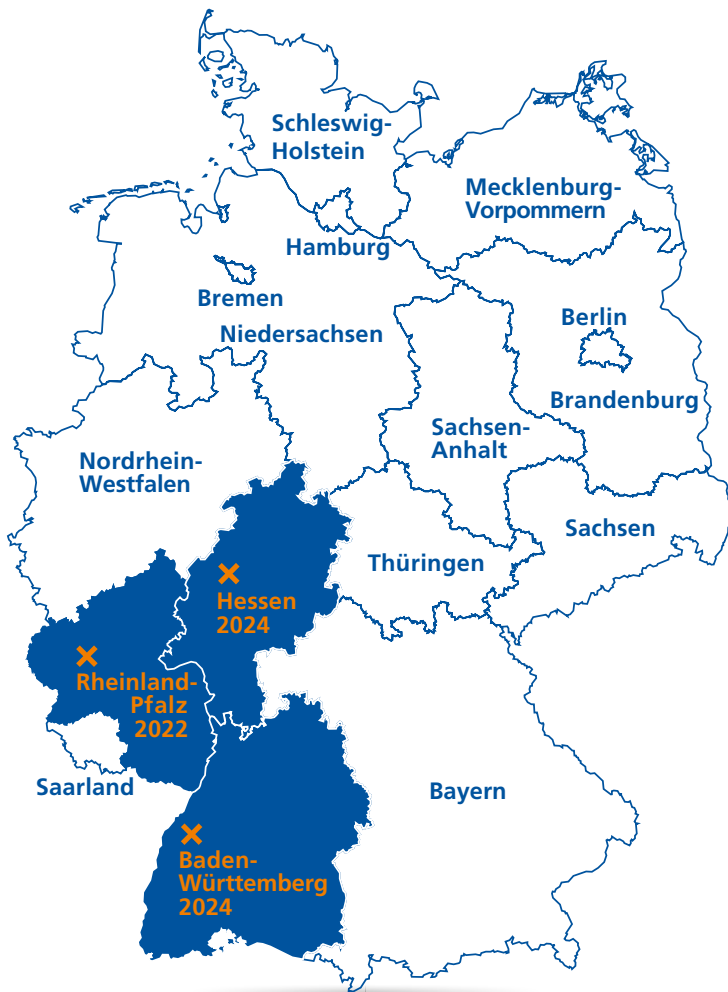 Schleswig-
Holstein
Mecklenburg-
Vorpommern
Hamburg
Bremen
Niedersachsen
Berlin
Brandenburg
Sachsen-
Anhalt
Nordrhein-
Westfalen
Sachsen
Thüringen
Hessen
2024
Rheinland-
Pfalz
2022
Saarland
Bayern
Baden-
Württemberg
2024